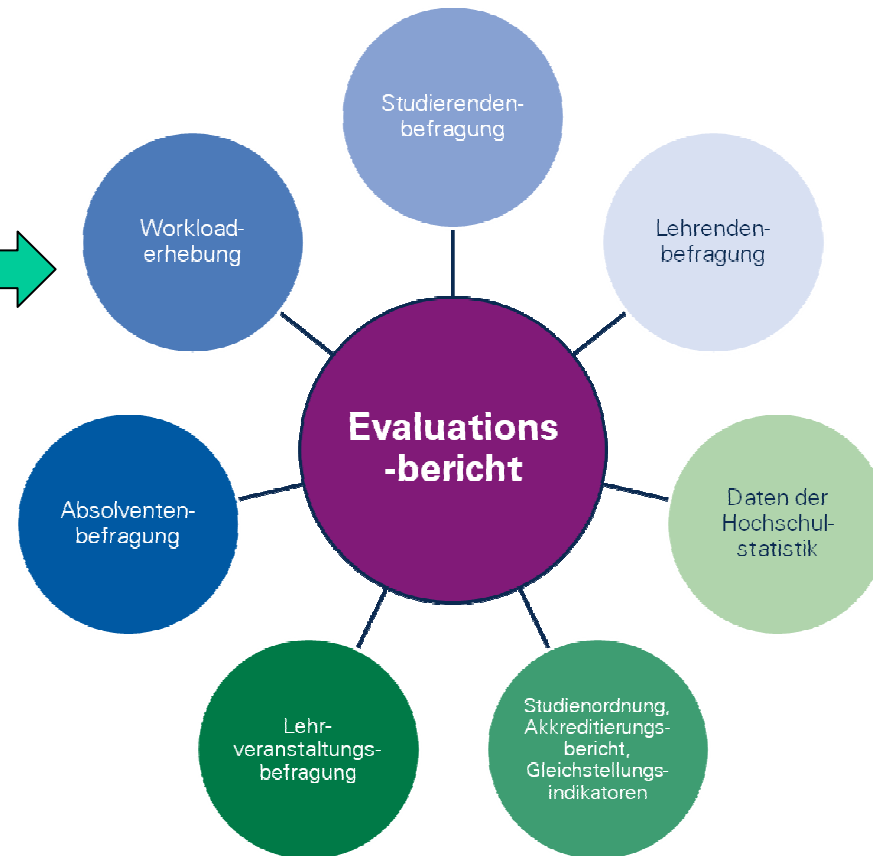 Studierenden-
befragung
Workload-
erhebung
Lehrenden-
befragung
Evaluations
-bericht
Absolventen-
befragung
Daten der
Hochschul-
statistik
Lehr-
veranstaltungs-
befragung
Studienordnung,
Akkreditierungs-
bericht,
Gleichstellungs-
indikatoren